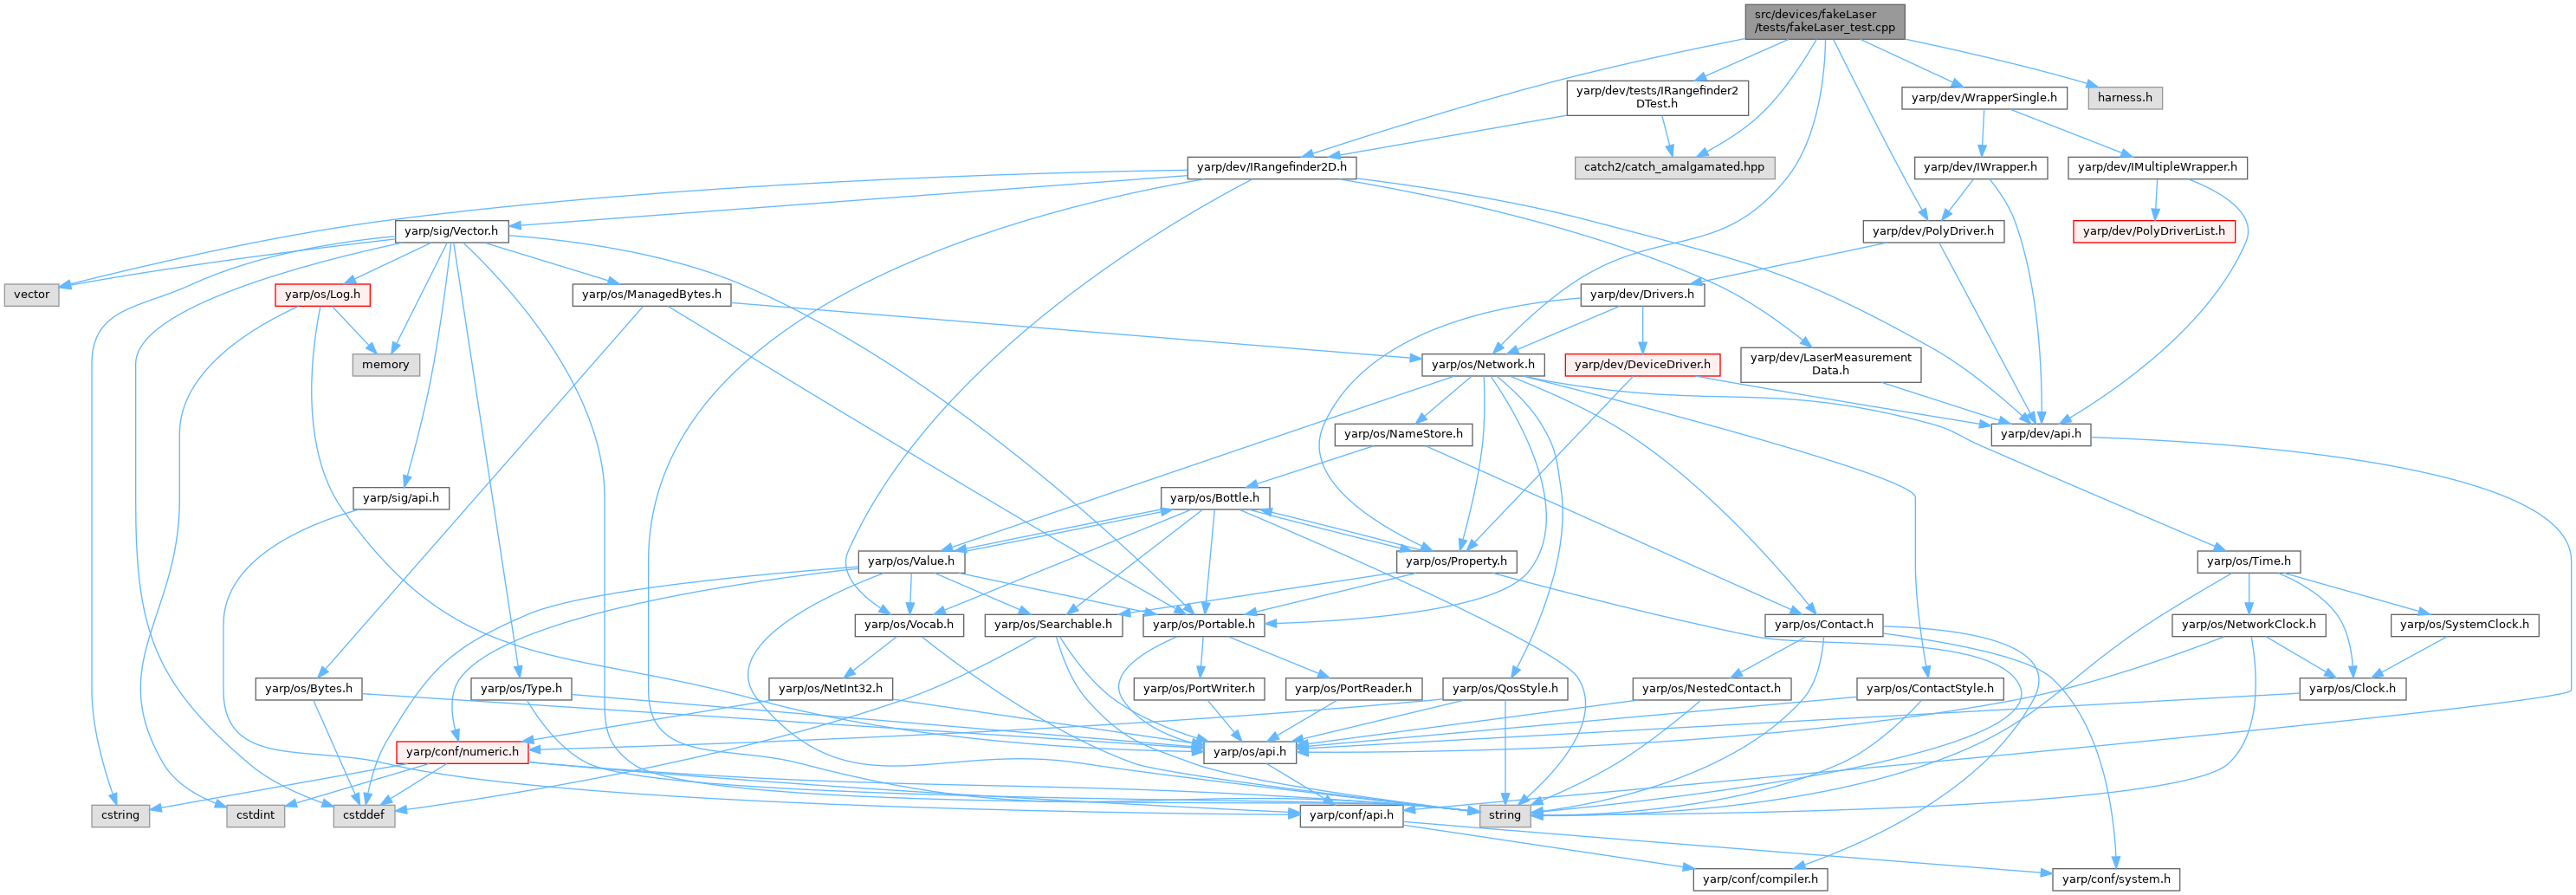 src/devices/fakeLaser
/tests/fakeLaser_test.cpp
yarp/dev/tests/IRangefinder2
DTest.h
yarp/dev/WrapperSingle.h
harness.h
yarp/dev/IRangefinder2D.h
catch2/catch_amalgamated.hpp
yarp/dev/IWrapper.h
yarp/dev/IMultipleWrapper.h
yarp/sig/Vector.h
yarp/dev/PolyDriver.h
yarp/dev/PolyDriverList.h
vector
yarp/os/Log.h
yarp/os/ManagedBytes.h
yarp/dev/Drivers.h
memory
yarp/os/Network.h
yarp/dev/DeviceDriver.h
yarp/dev/LaserMeasurement
Data.h
yarp/os/NameStore.h
yarp/dev/api.h
yarp/sig/api.h
yarp/os/Bottle.h
yarp/os/Value.h
yarp/os/Property.h
yarp/os/Time.h
yarp/os/Vocab.h
yarp/os/Searchable.h
yarp/os/Portable.h
yarp/os/Contact.h
yarp/os/NetworkClock.h
yarp/os/SystemClock.h
yarp/os/Bytes.h
yarp/os/Type.h
yarp/os/NetInt32.h
yarp/os/PortWriter.h
yarp/os/PortReader.h
yarp/os/QosStyle.h
yarp/os/NestedContact.h
yarp/os/ContactStyle.h
yarp/os/Clock.h
yarp/conf/numeric.h
yarp/os/api.h
cstring
cstdint
cstddef
yarp/conf/api.h
string
yarp/conf/compiler.h
yarp/conf/system.h